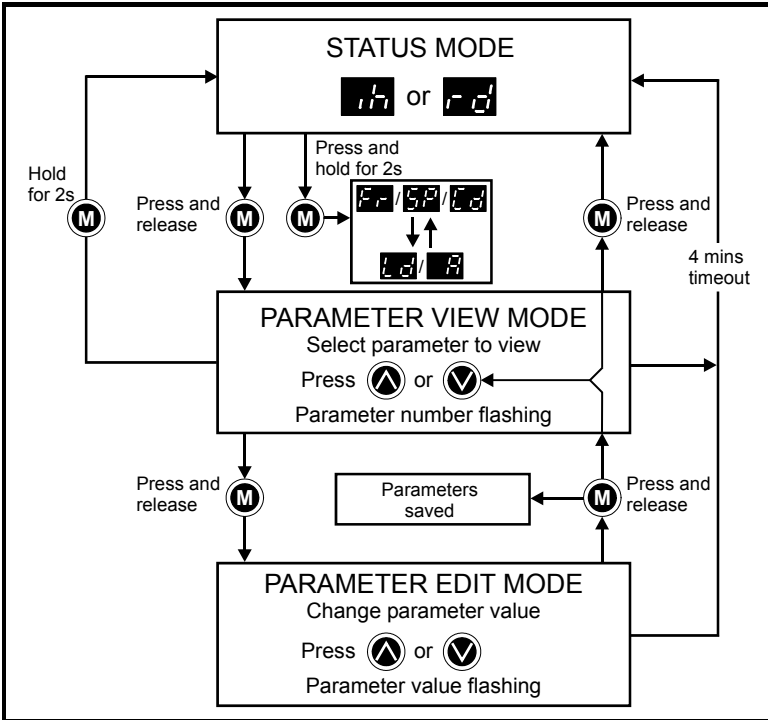 STATUS MODE
ih or rd
Hold
for 2s
M
Press and
release
M
Press and
hold for 2s
M
Fr/SP/Cd
Ld/ A
M
Press and
release
4 mins
timeout
PARAMETER VIEW MODE
Select parameter to view
Press or
Parameter number flashing
Press and
release
M
Parameters
saved
M
Press and
release
PARAMETER EDIT MODE
Change parameter value
Press or
Parameter value flashing